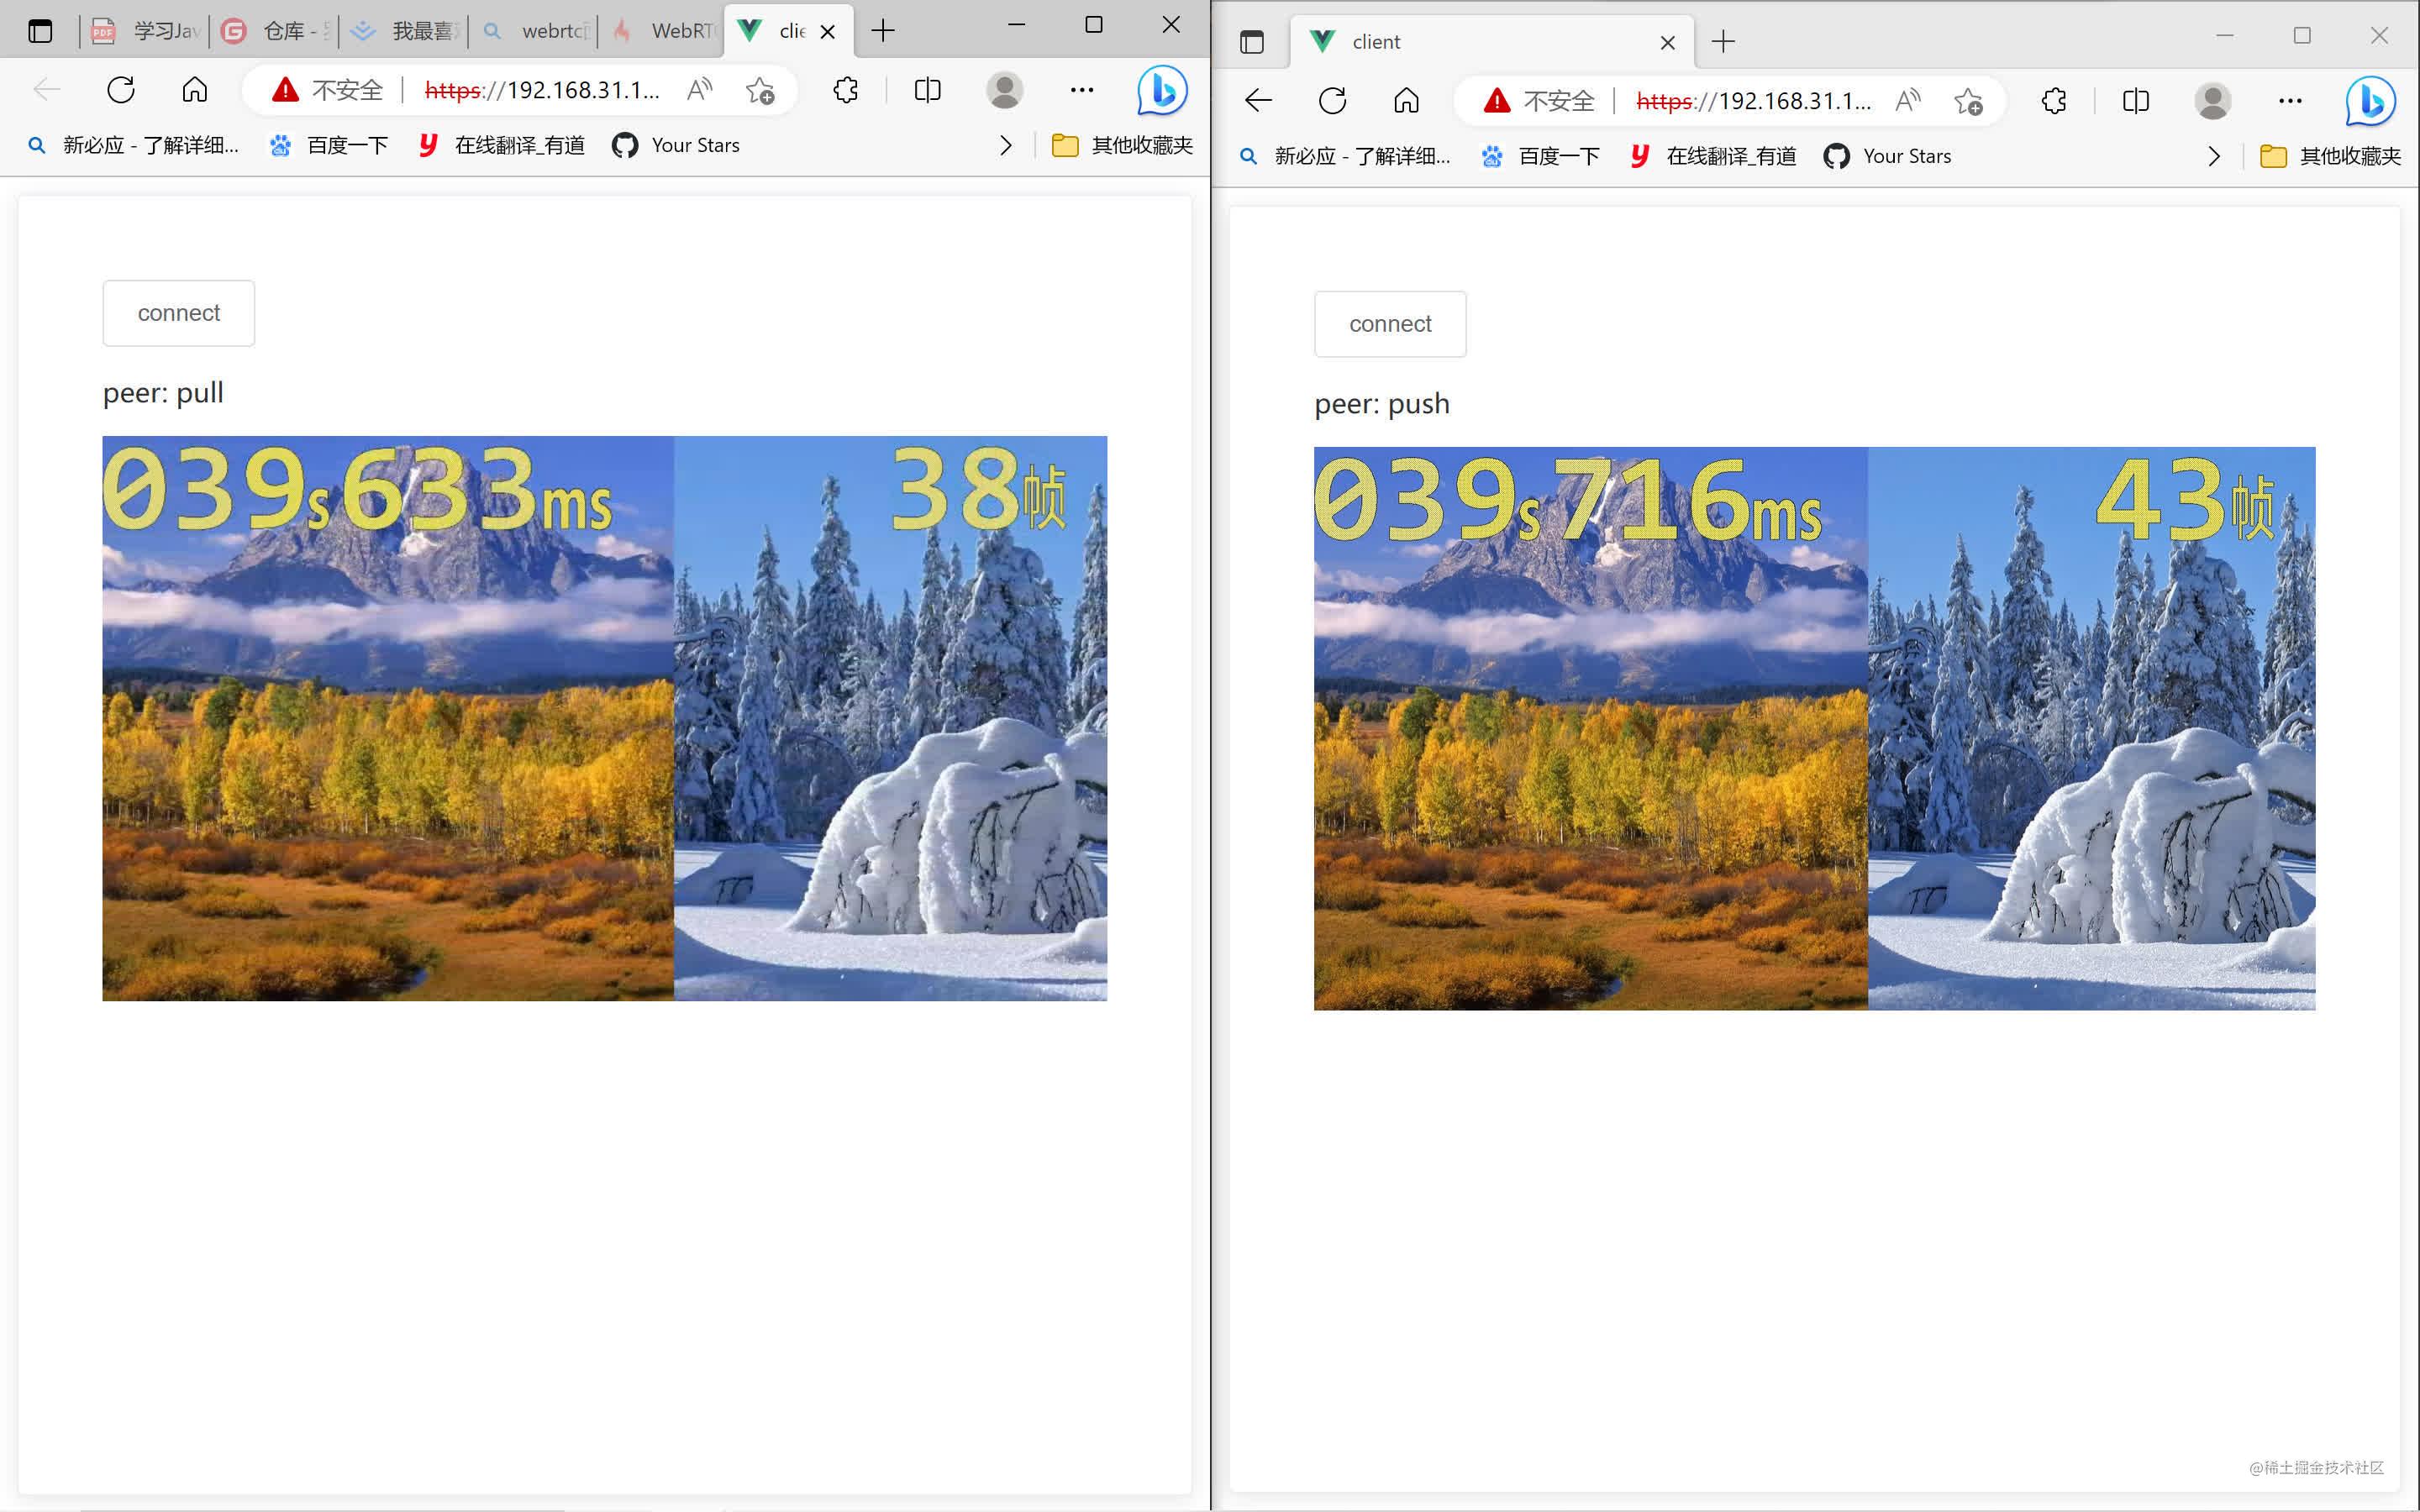 学习Jav
仓库 -
我最喜
webrtc
WebRT
clie
不安全
https://192.168.31.1...
新必应 - 了解详细...
百度一下
在线翻译_有道
Your Stars
其他收藏夹
connect
peer: pull
039s633ms
38帧
client
不安全
https://192.168.31.1...
新必应 - 了解详细...
百度一下
在线翻译_有道
Your Stars
其他收藏夹
connect
peer: push
039s716ms
43帧
@稀土掘金技术社区